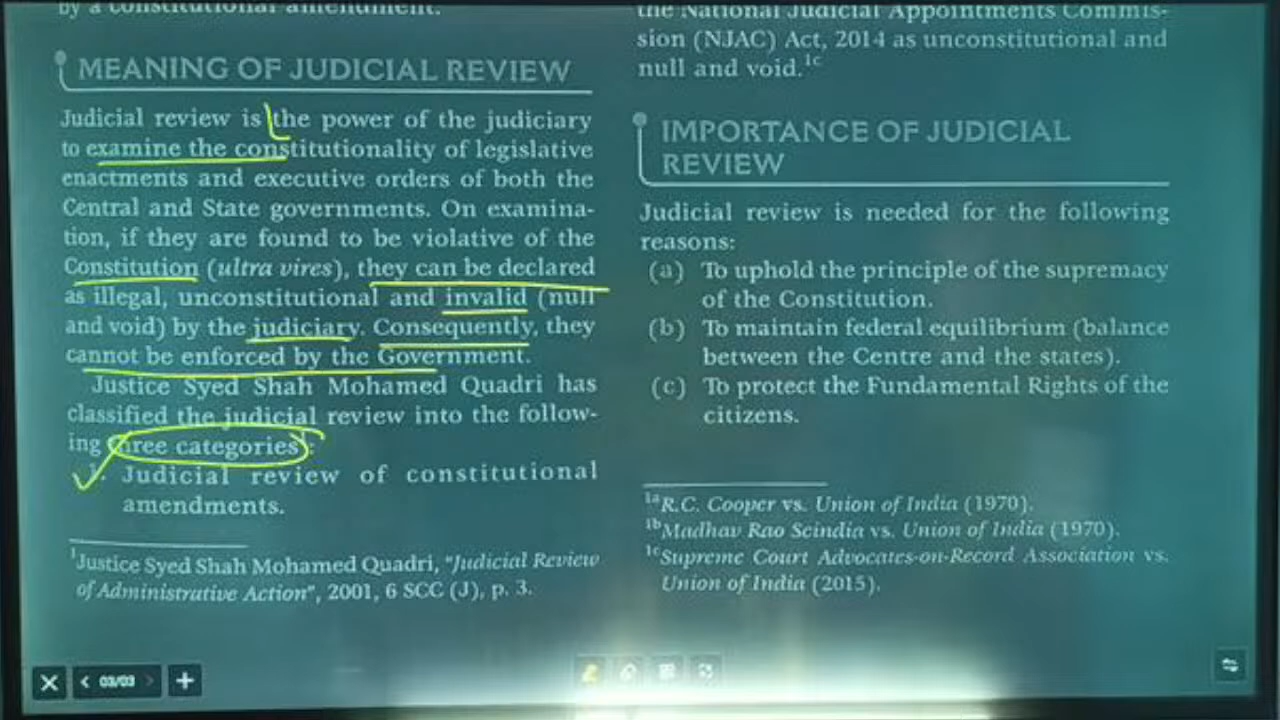 by a constitutional amendment.
MEANING OF JUDICIAL REVIEW
Judicial review is the power of the judiciary
to examine the constitutionality of legislative
enactments and executive orders of both the
Central and State governments. On examina-
tion, if they are found to be violative of the
Constitution (ultra vires), they can be declared
as illegal, unconstitutional and invalid (null
and void) by the judiciary. Consequently, they
cannot be enforced by the Government.
Justice Syed Shah Mohamed Quadri has
classified the judicial review into the follow-
ing three categories:
Judicial review of constitutional
amendments.
1Justice Syed Shah Mohamed Quadri, "Judicial Review
of Administrative Action", 2001, 6 SCC (J), p. 3.
the National Judicial Appointments Commis-
sion (NJAC) Act, 2014 as unconstitutional and
null and void.1c
IMPORTANCE OF JUDICIAL
REVIEW
Judicial review is needed for the following
reasons:
(a) To uphold the principle of the supremacy
of the Constitution.
(b) To maintain federal equilibrium (balance
between the Centre and the states).
(c) To protect the Fundamental Rights of the
citizens.
1aR.C. Cooper vs. Union of India (1970).
1bMadhav Rao Scindia vs. Union of India (1970).
1cSupreme Court Advocates-on-Record Association vs.
Union of India (2015).
03/03